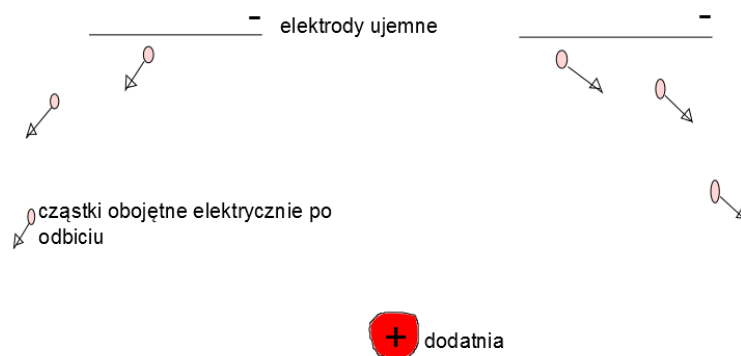 -
elektrody ujemne
-
cząstki obojętne elektrycznie po
odbiciu
+ dodatnia